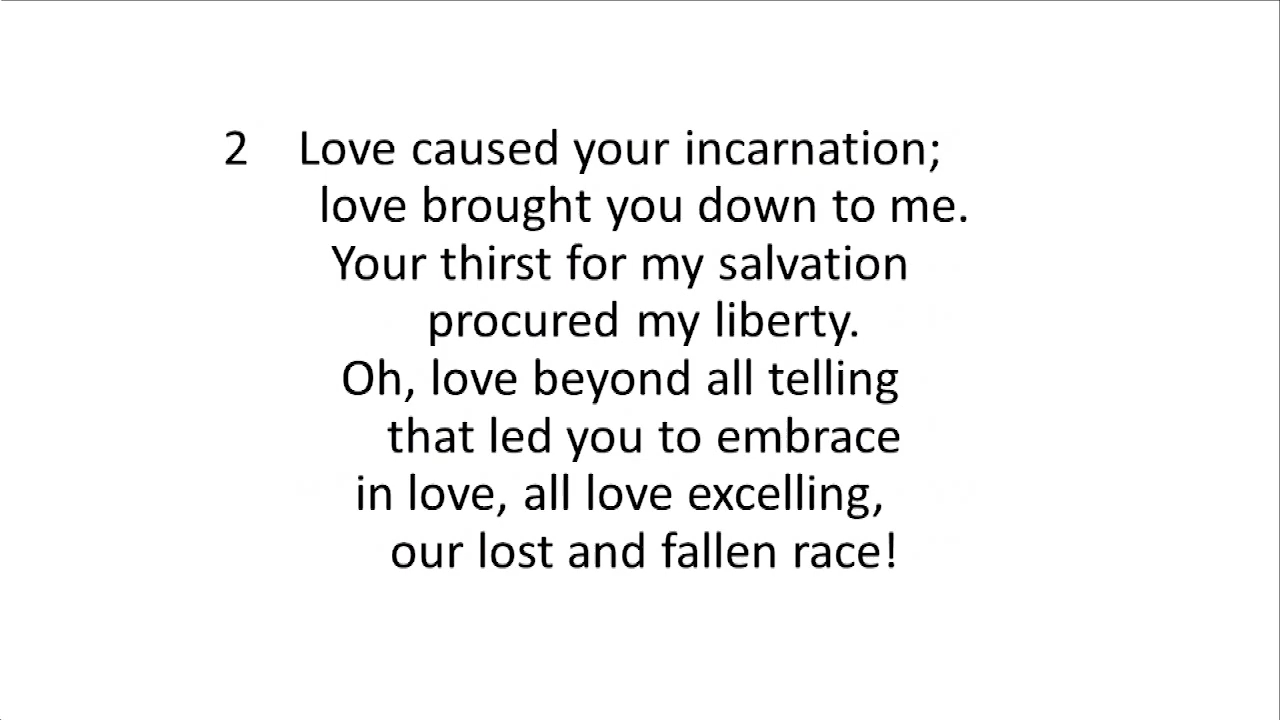 2 Love caused your incarnation;
love brought you down to me.
Your thirst for my salvation
procured my liberty.
Oh, love beyond all telling
that led you to embrace
in love, all love excelling,
our lost and fallen race!